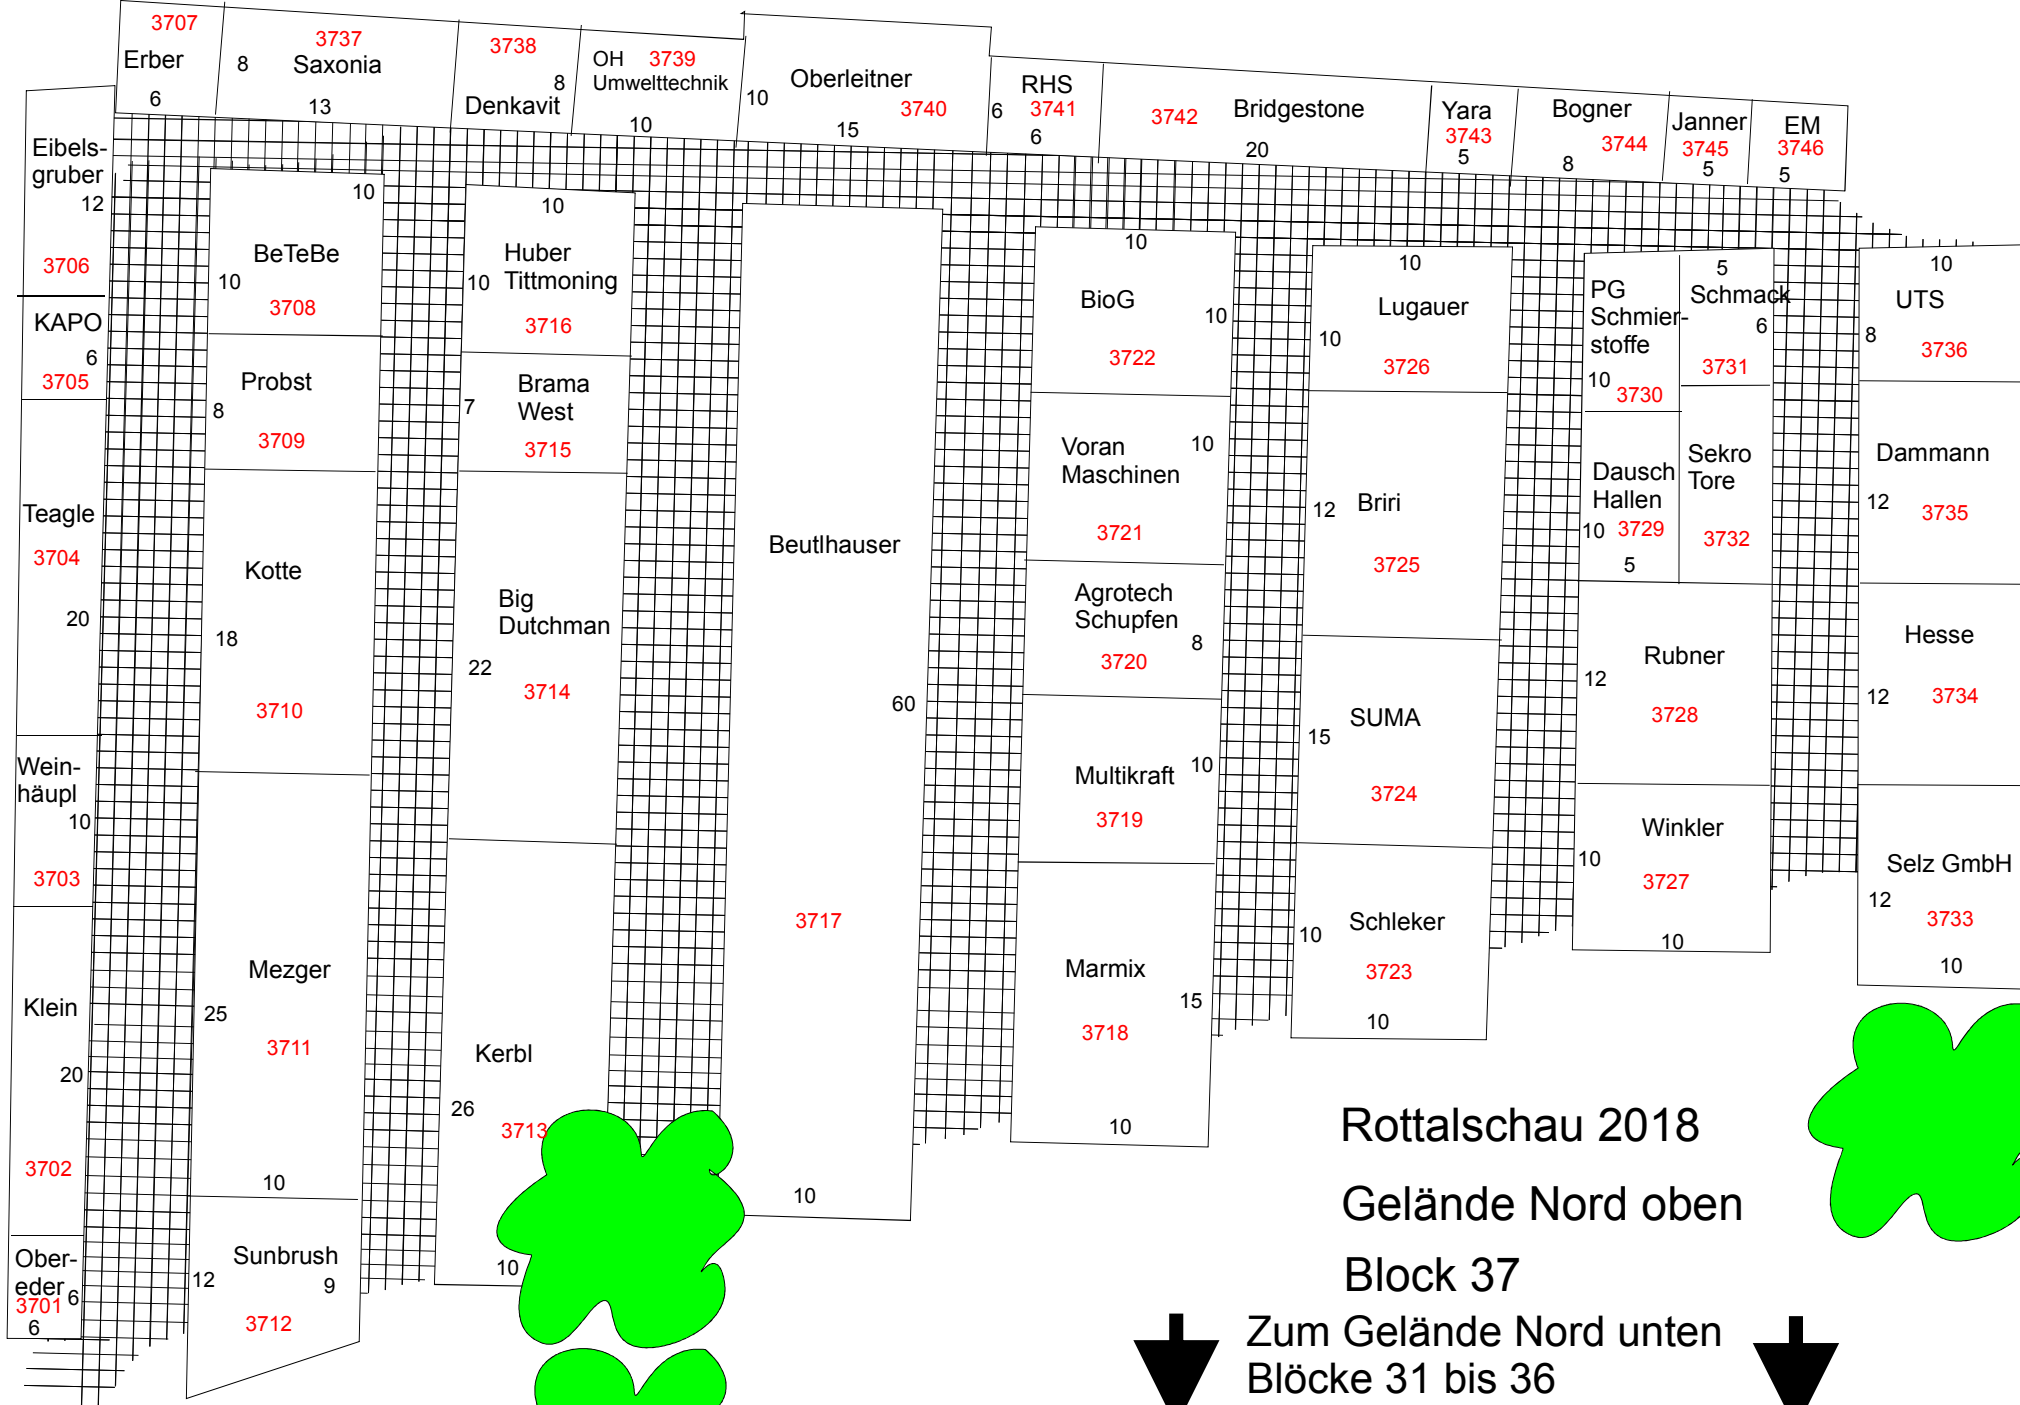 3707
Erber
6
8
3737
Saxonia
13
3738
8
Denkavit
OH 3739
Umwelttechnik
10
10
Oberleitner
3740
15
RHS
6 3741
6
3742 Bridgestone
20
Yara
3743
5
Bogner
3744
8
Janner
3745
5
EM
3746
5
Eibels-
gruber
12
3706
KAPO
6
3705
Teagle
3704
20
Wein-
häupl
10
3703
Klein
20
3702
Ober-
eder 6
3701
6
10
BeTeBe
10
3708
Probst
8
3709
Kotte
18
3710
Mezger
25
3711
10
Sunbrush
12 9
3712
10
Huber
10 Tittmoning
3716
Brama
7 West
3715
Big
Dutchman
22
3714
Kerbl
26
3713
10
Beutlhauser
60
3717
10
10
BioG
10
3722
Voran 10
Maschinen
3721
Agrotech
Schupfen
8
3720
Multikraft 10
3719
Marmix
15
3718
10
10
Lugauer
10
3726
12 Briri
3725
SUMA
15
3724
Schleker
10
3723
10
PG
Schmier-
stoffe
10
3730
5
Schmack
6
3731
Dausch
Hallen
10 3729
5
Sekro
Tore
3732
Rubner
12
3728
Winkler
10
3727
10
10
UTS
8
3736
Dammann
12 3735
Hesse
12 3734
Selz GmbH
12
3733
10
Rottalschau 2018
Gelände Nord oben
Block 37
Zum Gelände Nord unten
Blöcke 31 bis 36